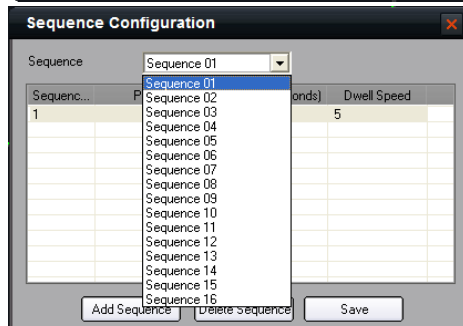 Sequence Configuration
Sequence Sequence 01
Sequence 01
Sequence 02
Sequence 03
Sequence 04
Sequence 05
Sequence 06
Sequence 07
Sequence 08
Sequence 09
Sequence 10
Sequence 11
Sequence 12
Sequence 13
Sequence 14
Sequence 15
Sequence 16
Sequenc... P onds) Dwell Speed
1 5
Add Sequence Delete Sequence Save